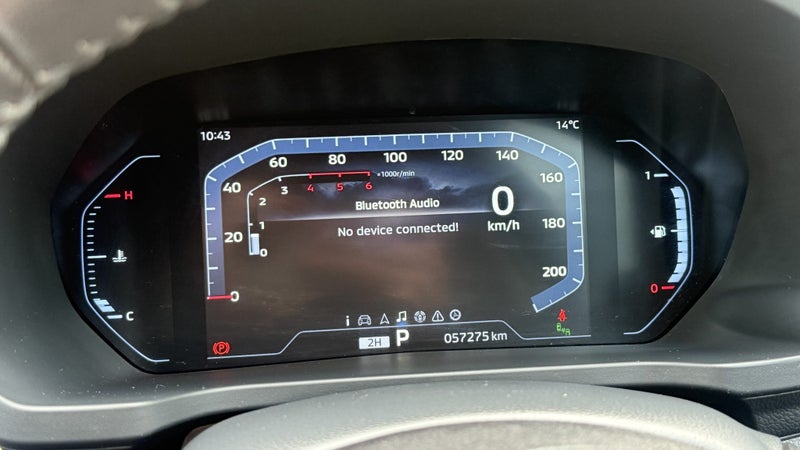 10:43
14°C
60 80 100 120 140
40 160
20 180
0 200
×1000r/min
0 1 2 3 4 5 6
Bluetooth Audio
No device connected!
0
km/h
H
C
1
0
i
(P)
2H P 057275 km